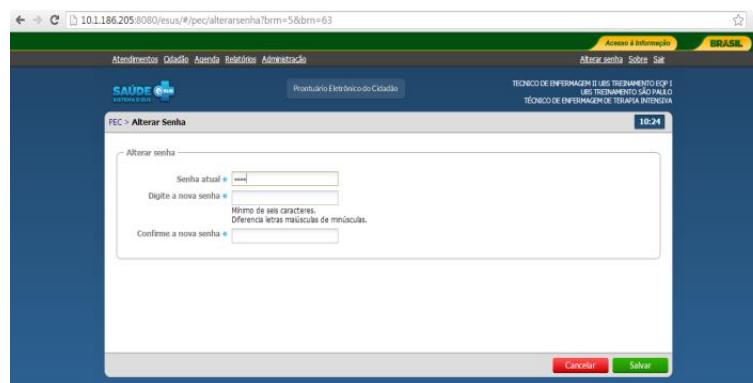 10.1.186.205:8080/esus/#/pec/alterarsenha?brm=5&brn=63
Acesso à Informação BRASIL
Atendimentos Cidadão Agenda Relatórios Administração Alterar senha Sobre Sair
SAÚDE e-SUS
Prontuário Eletrônico do Cidadão
TECNICO DE ENFERMAGEM II UBS TREINAMENTO EQP I
UBS TREINAMENTO SÃO PAULO
TÉCNICO DE ENFERMAGEM DE TERAPIA INTENSIVA
PEC > Alterar Senha 10:24
Alterar senha
Senha atual
Digite a nova senha
Mínimo de seis caracteres.
Diferencia letras maiúsculas de minúsculas.
Confirme a nova senha
Cancelar Salvar